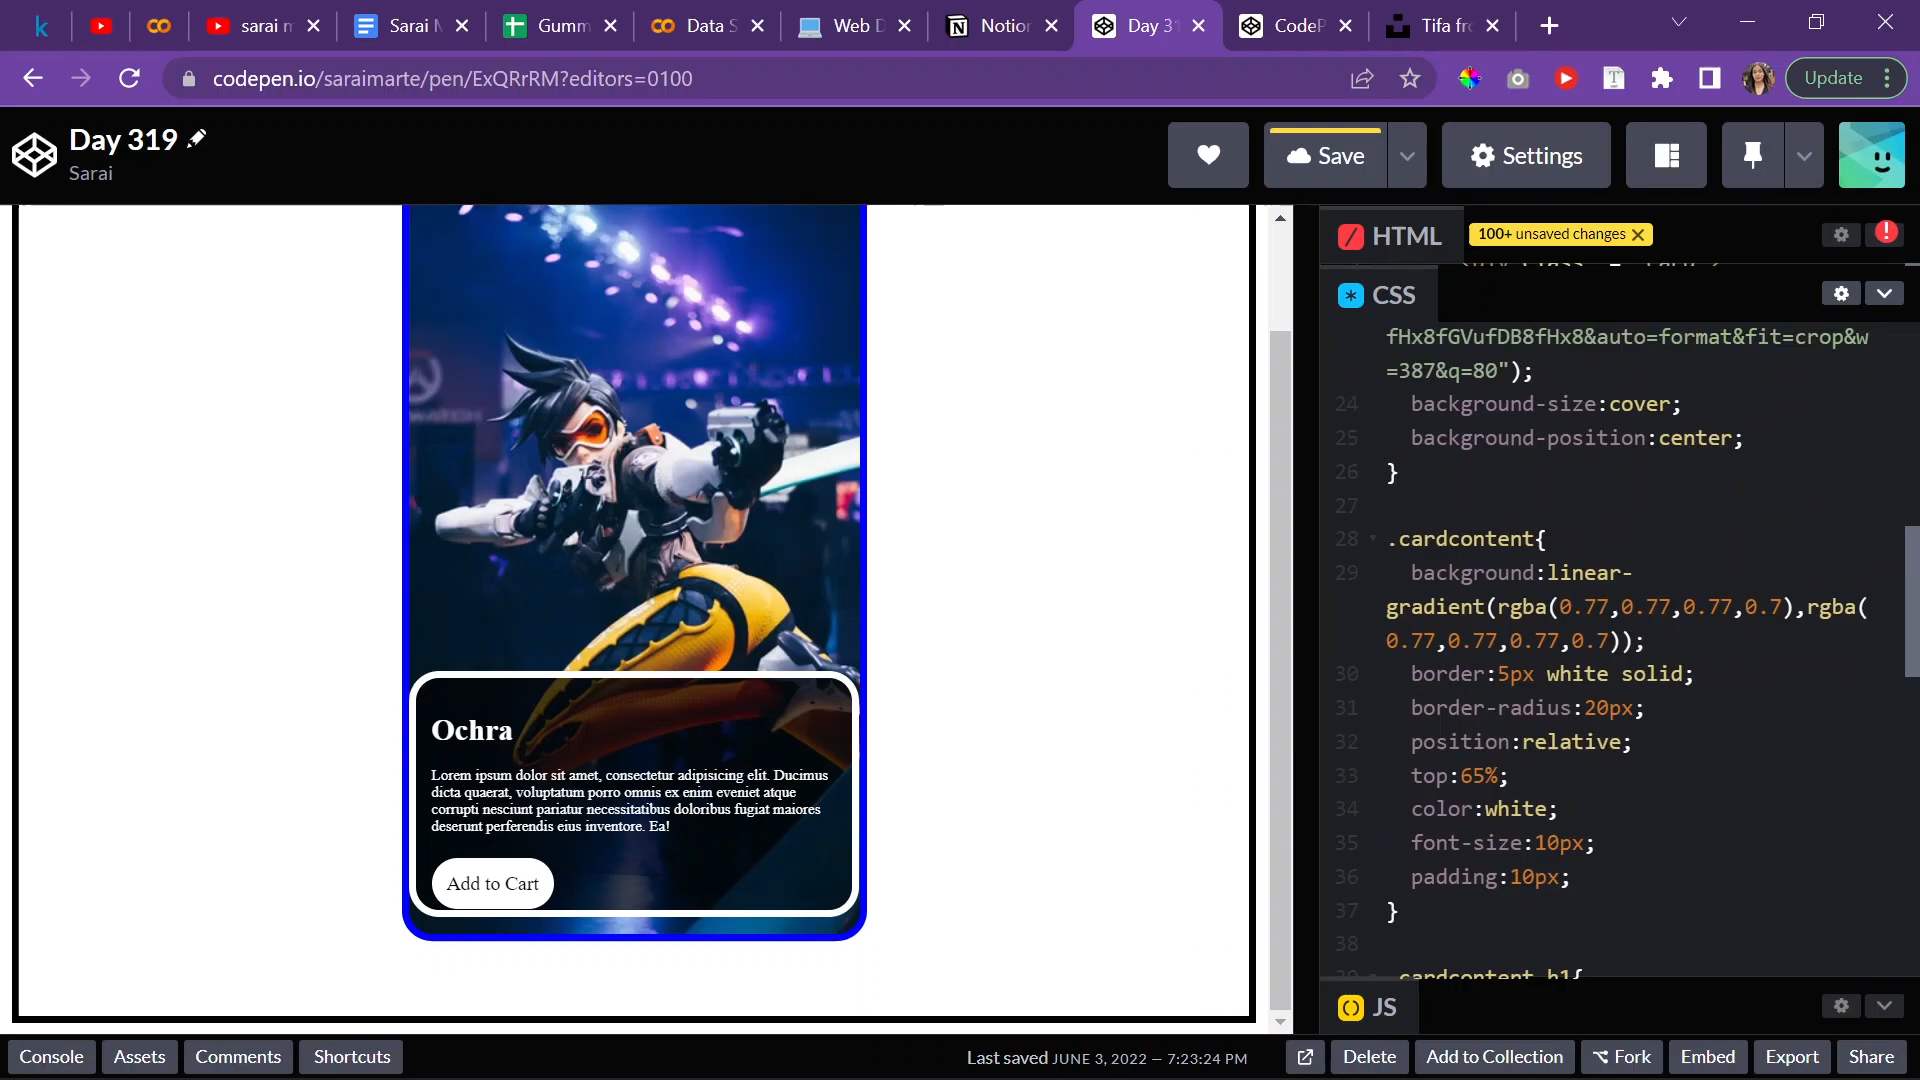 sarai m
Sarai M
Gumm
Data S
Web D
Notion
Day 31
CodeP
Tifa fro
codepen.io/saraimarte/pen/ExQRrRM?editors=0100
Update
Day 319
Sarai
Save
Settings
HTML
100+ unsaved changes
CSS
fHx8fGVufDB8fHx8&auto=format&fit=crop&w
=387&q=80");
24 background-size:cover;
25 background-position:center;
26 }
27
28 .cardcontent{
29 background:linear-
gradient(rgba(0.77,0.77,0.77,0.7),rgba(
0.77,0.77,0.77,0.7));
30 border:5px white solid;
31 border-radius:20px;
32 position:relative;
33 top:65%;
34 color:white;
35 font-size:10px;
36 padding:10px;
37 }
38
39 .cardcontent h1{
JS
Ochra
Lorem ipsum dolor sit amet, consectetur adipisicing elit. Ducimus
dicta quaerat, voluptatum porro omnis ex enim eveniet atque
corrupti nesciunt pariatur necessitatibus doloribus fugiat maiores
deserunt perferendis eius inventore. Ea!
Add to Cart
Console
Assets
Comments
Shortcuts
Last saved JUNE 3, 2022 — 7:23:24 PM
Delete
Add to Collection
Fork
Embed
Export
Share